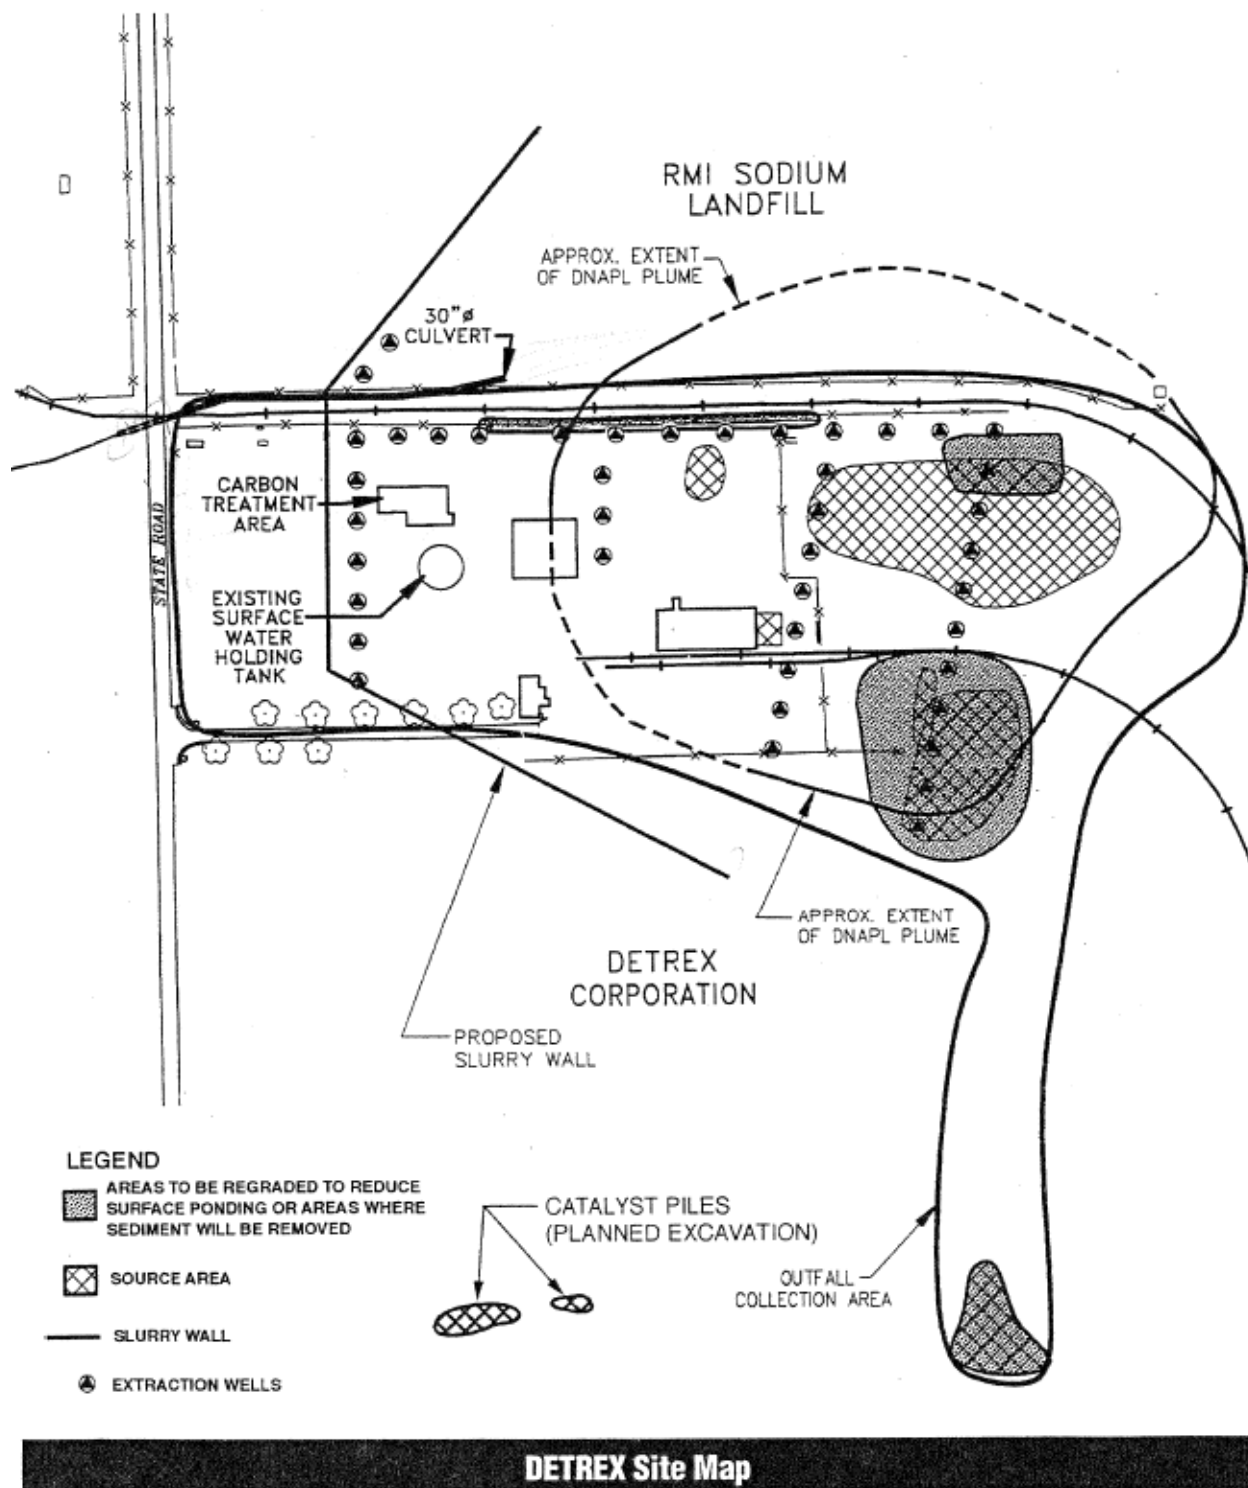 RMI SODIUM
LANDFILL
APPROX. EXTENT
OF DNAPL PLUME
30"ø
CULVERT
CARBON
TREATMENT
AREA
STATE ROAD
EXISTING
SURFACE
WATER
HOLDING
TANK
APPROX. EXTENT
OF DNAPL PLUME
DETREX
CORPORATION
PROPOSED
SLURRY WALL
LEGEND
AREAS TO BE REGRADED TO REDUCE
SURFACE PONDING OR AREAS WHERE
SEDIMENT WILL BE REMOVED
SOURCE AREA
SLURRY WALL
EXTRACTION WELLS
CATALYST PILES
(PLANNED EXCAVATION)
OUTFALL
COLLECTION AREA
DETREX Site Map